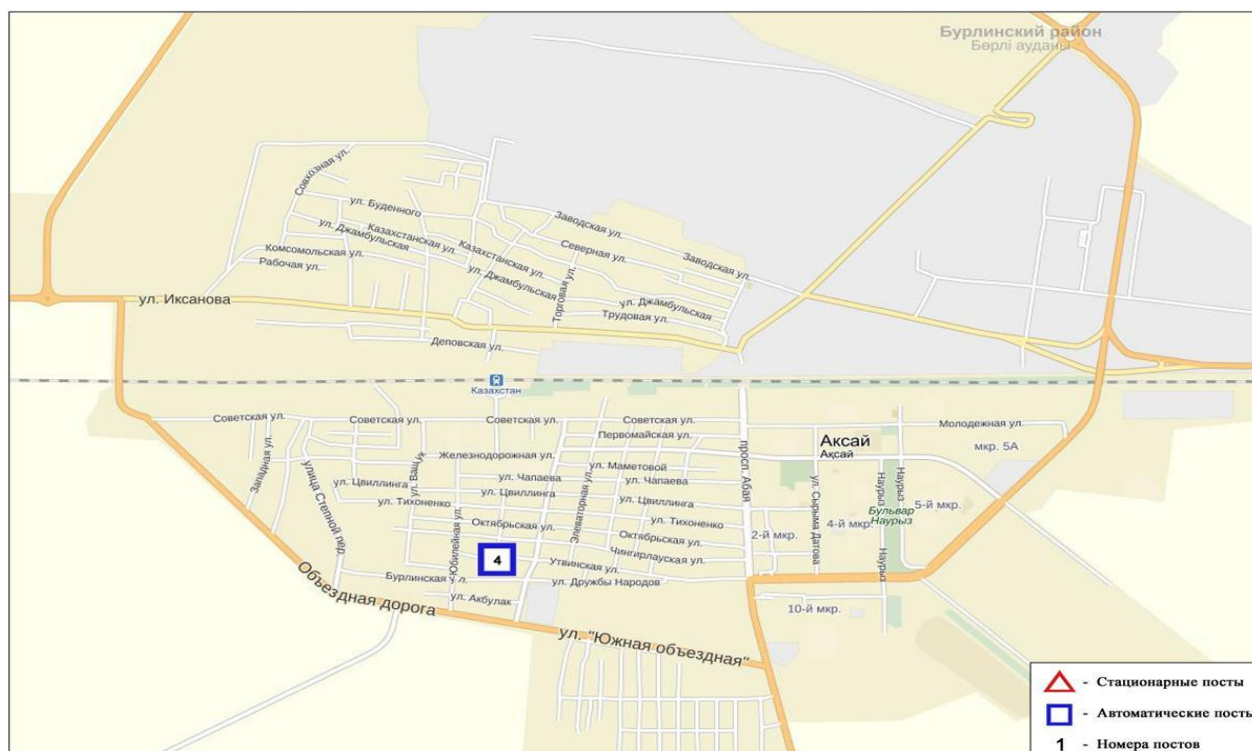 Бурлинский район
Бөрлі ауданы
Совхозная ул.
ул. Буденного
ул. Джамбульская
Казахстанская ул.
Казахстанская ул.
Заводская ул.
Северная ул.
Заводская ул.
Комсомольская ул.
Рабочая ул.
ул. Джамбульская
Торговая ул.
ул. Джамбульская
Трудовая ул.
ул. Иксанова
Деповская ул.
Казахстан
Советская ул.
Советская ул.
Советская ул.
Советская ул.
Молодежная ул.
Первомайская ул.
Аксай
Ақсай
мкр. 5А
просп. Абая
Западная ул.
улица Степной пер.
Железнодорожная ул.
ул. Маметовой
ул. Чапаева
ул. Чапаева
ул. Цвиллинга
ул. Цвиллинга
ул. Цвиллинга
ул. Тихоненко
ул. Тихоненко
Элеваторная ул.
ул. Сырыма Датова
Наурыз
Наурыз
Бульвар
Наурыз
5-й мкр.
4-й мкр.
2-й мкр.
Октябрьская ул.
Октябрьская ул.
Юбилейная ул.
4
Чингирлауская ул.
Утвинская ул.
Наурыз
Бурлинская ул.
ул. Дружбы Народов
ул. Акбулак
10-й мкр.
Объездная дорога
ул. "Южная объездная"
- Стационарные посты
- Автоматические посты
1 - Номера постов